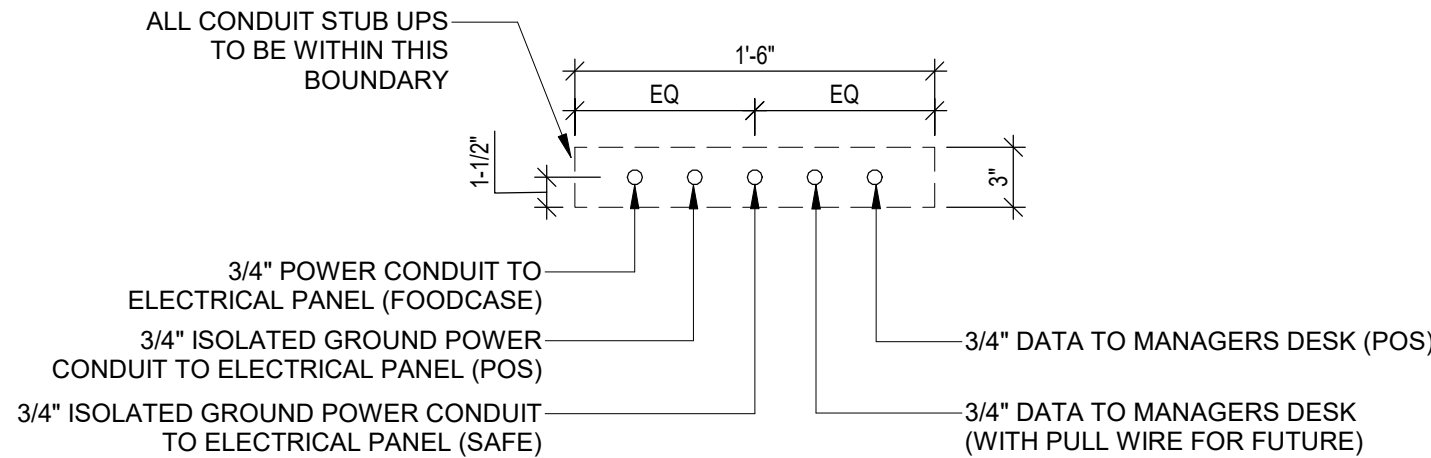 ALL CONDUIT STUB UPS
TO BE WITHIN THIS
BOUNDARY
1'-6"
EQ
EQ
1-1/2"
3"
3/4" POWER CONDUIT TO
ELECTRICAL PANEL (FOODCASE)
3/4" ISOLATED GROUND POWER
CONDUIT TO ELECTRICAL PANEL (POS)
3/4" ISOLATED GROUND POWER CONDUIT
TO ELECTRICAL PANEL (SAFE)
3/4" DATA TO MANAGERS DESK (POS)
3/4" DATA TO MANAGERS DESK
(WITH PULL WIRE FOR FUTURE)